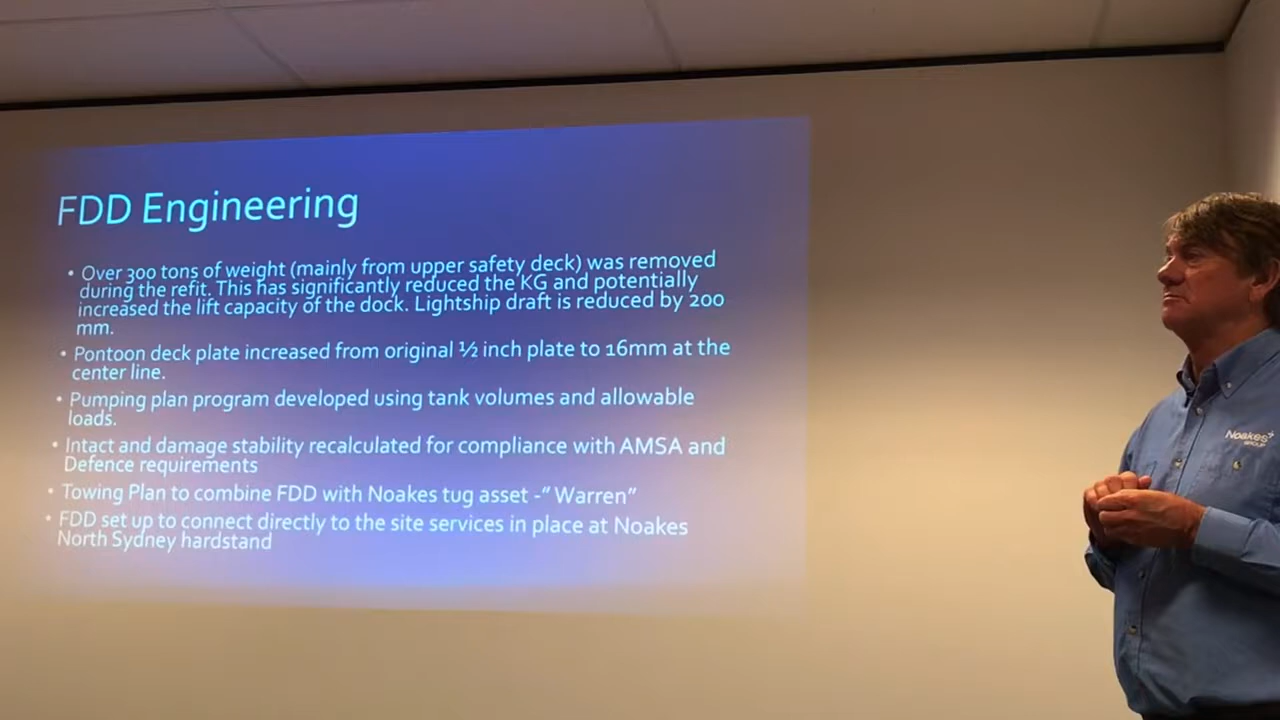 FDD Engineering
• Over 300 tons of weight (mainly from upper safety deck) was removed
during the refit. This has significantly reduced the KG and potentially
increased the lift capacity of the dock. Lightship draft is reduced by 200
mm.
• Pontoon deck plate increased from original ½ inch plate to 16mm at the
center line.
• Pumping plan program developed using tank volumes and allowable
loads.
• Intact and damage stability recalculated for compliance with AMSA and
Defence requirements
• Towing Plan to combine FDD with Noakes tug asset -" Warren"
• FDD set up to connect directly to the site services in place at Noakes
North Sydney hardstand
Noakes
GROUP